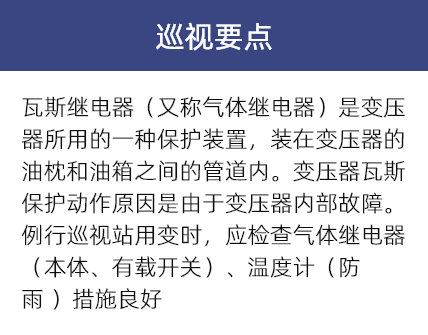 巡视要点
瓦斯继电器（又称气体继电器）是变压
器所用的一种保护装置，装在变压器的
油枕和油箱之间的管道内。变压器瓦斯
保护动作原因是由于变压器内部故障。
例行巡视站用变时，应检查气体继电器
（本体、有载开关）、温度计（防
雨 ）措施良好